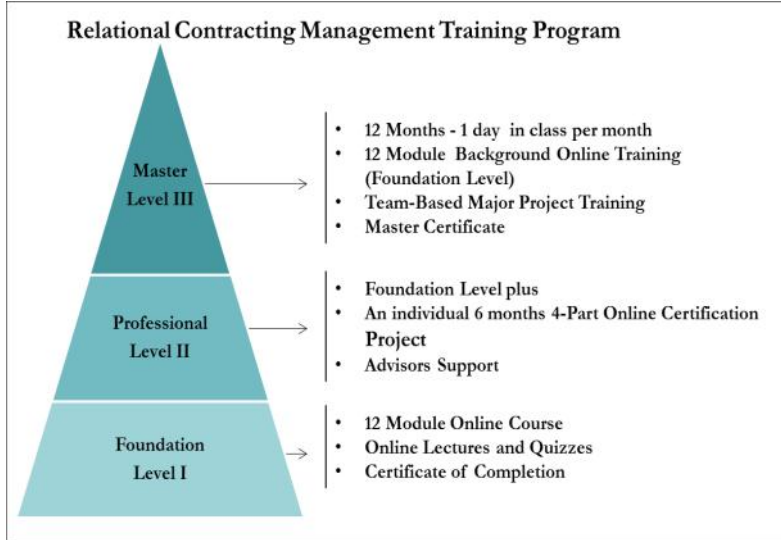 Relational Contracting Management Training Program
Master
Level III
• 12 Months - 1 day in class per month
• 12 Module Background Online Training
(Foundation Level)
• Team-Based Major Project Training
• Master Certificate
Professional
Level II
• Foundation Level plus
• An individual 6 months 4-Part Online Certification
Project
• Advisors Support
Foundation
Level I
• 12 Module Online Course
• Online Lectures and Quizzes
• Certificate of Completion